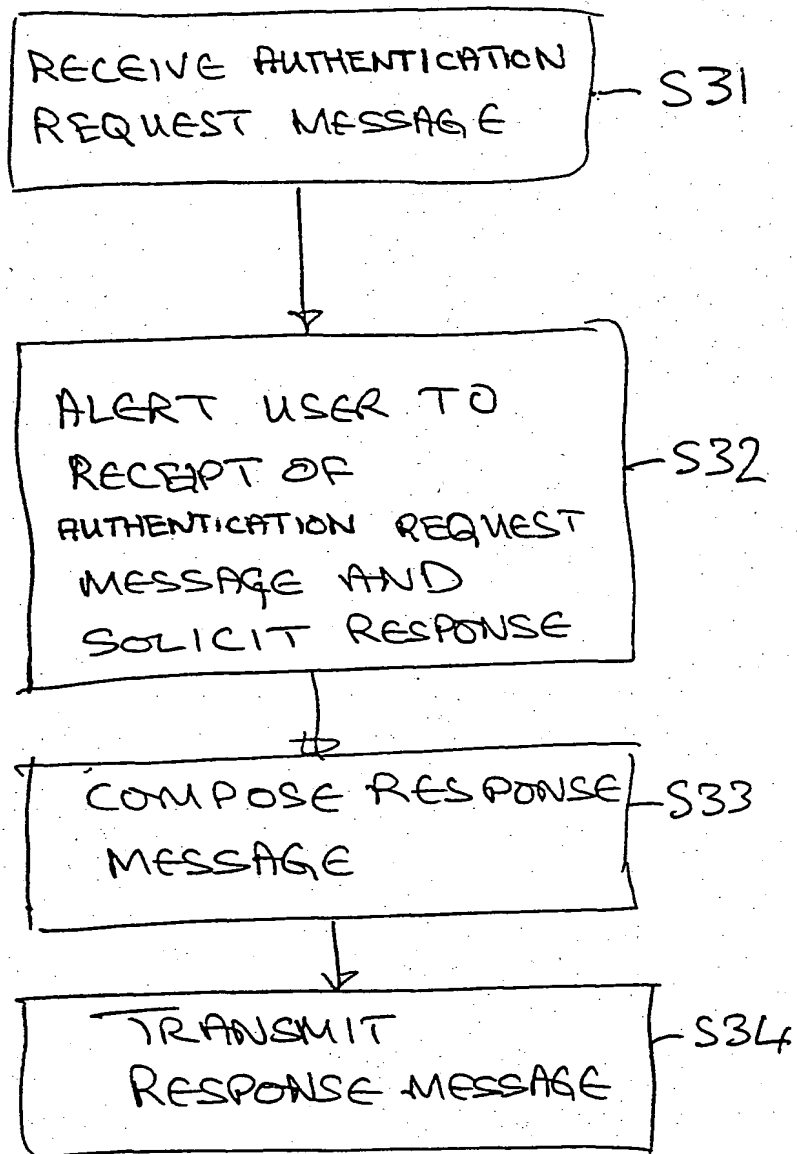 RECEIVE AUTHENTICATION
REQUEST MESSAGE
S31
ALERT USER TO
RECEIPT OF
AUTHENTICATION REQUEST
MESSAGE AND
SOLICIT RESPONSE
S32
COMPOSE RESPONSE
MESSAGE
S33
TRANSMIT
RESPONSE MESSAGE
S34